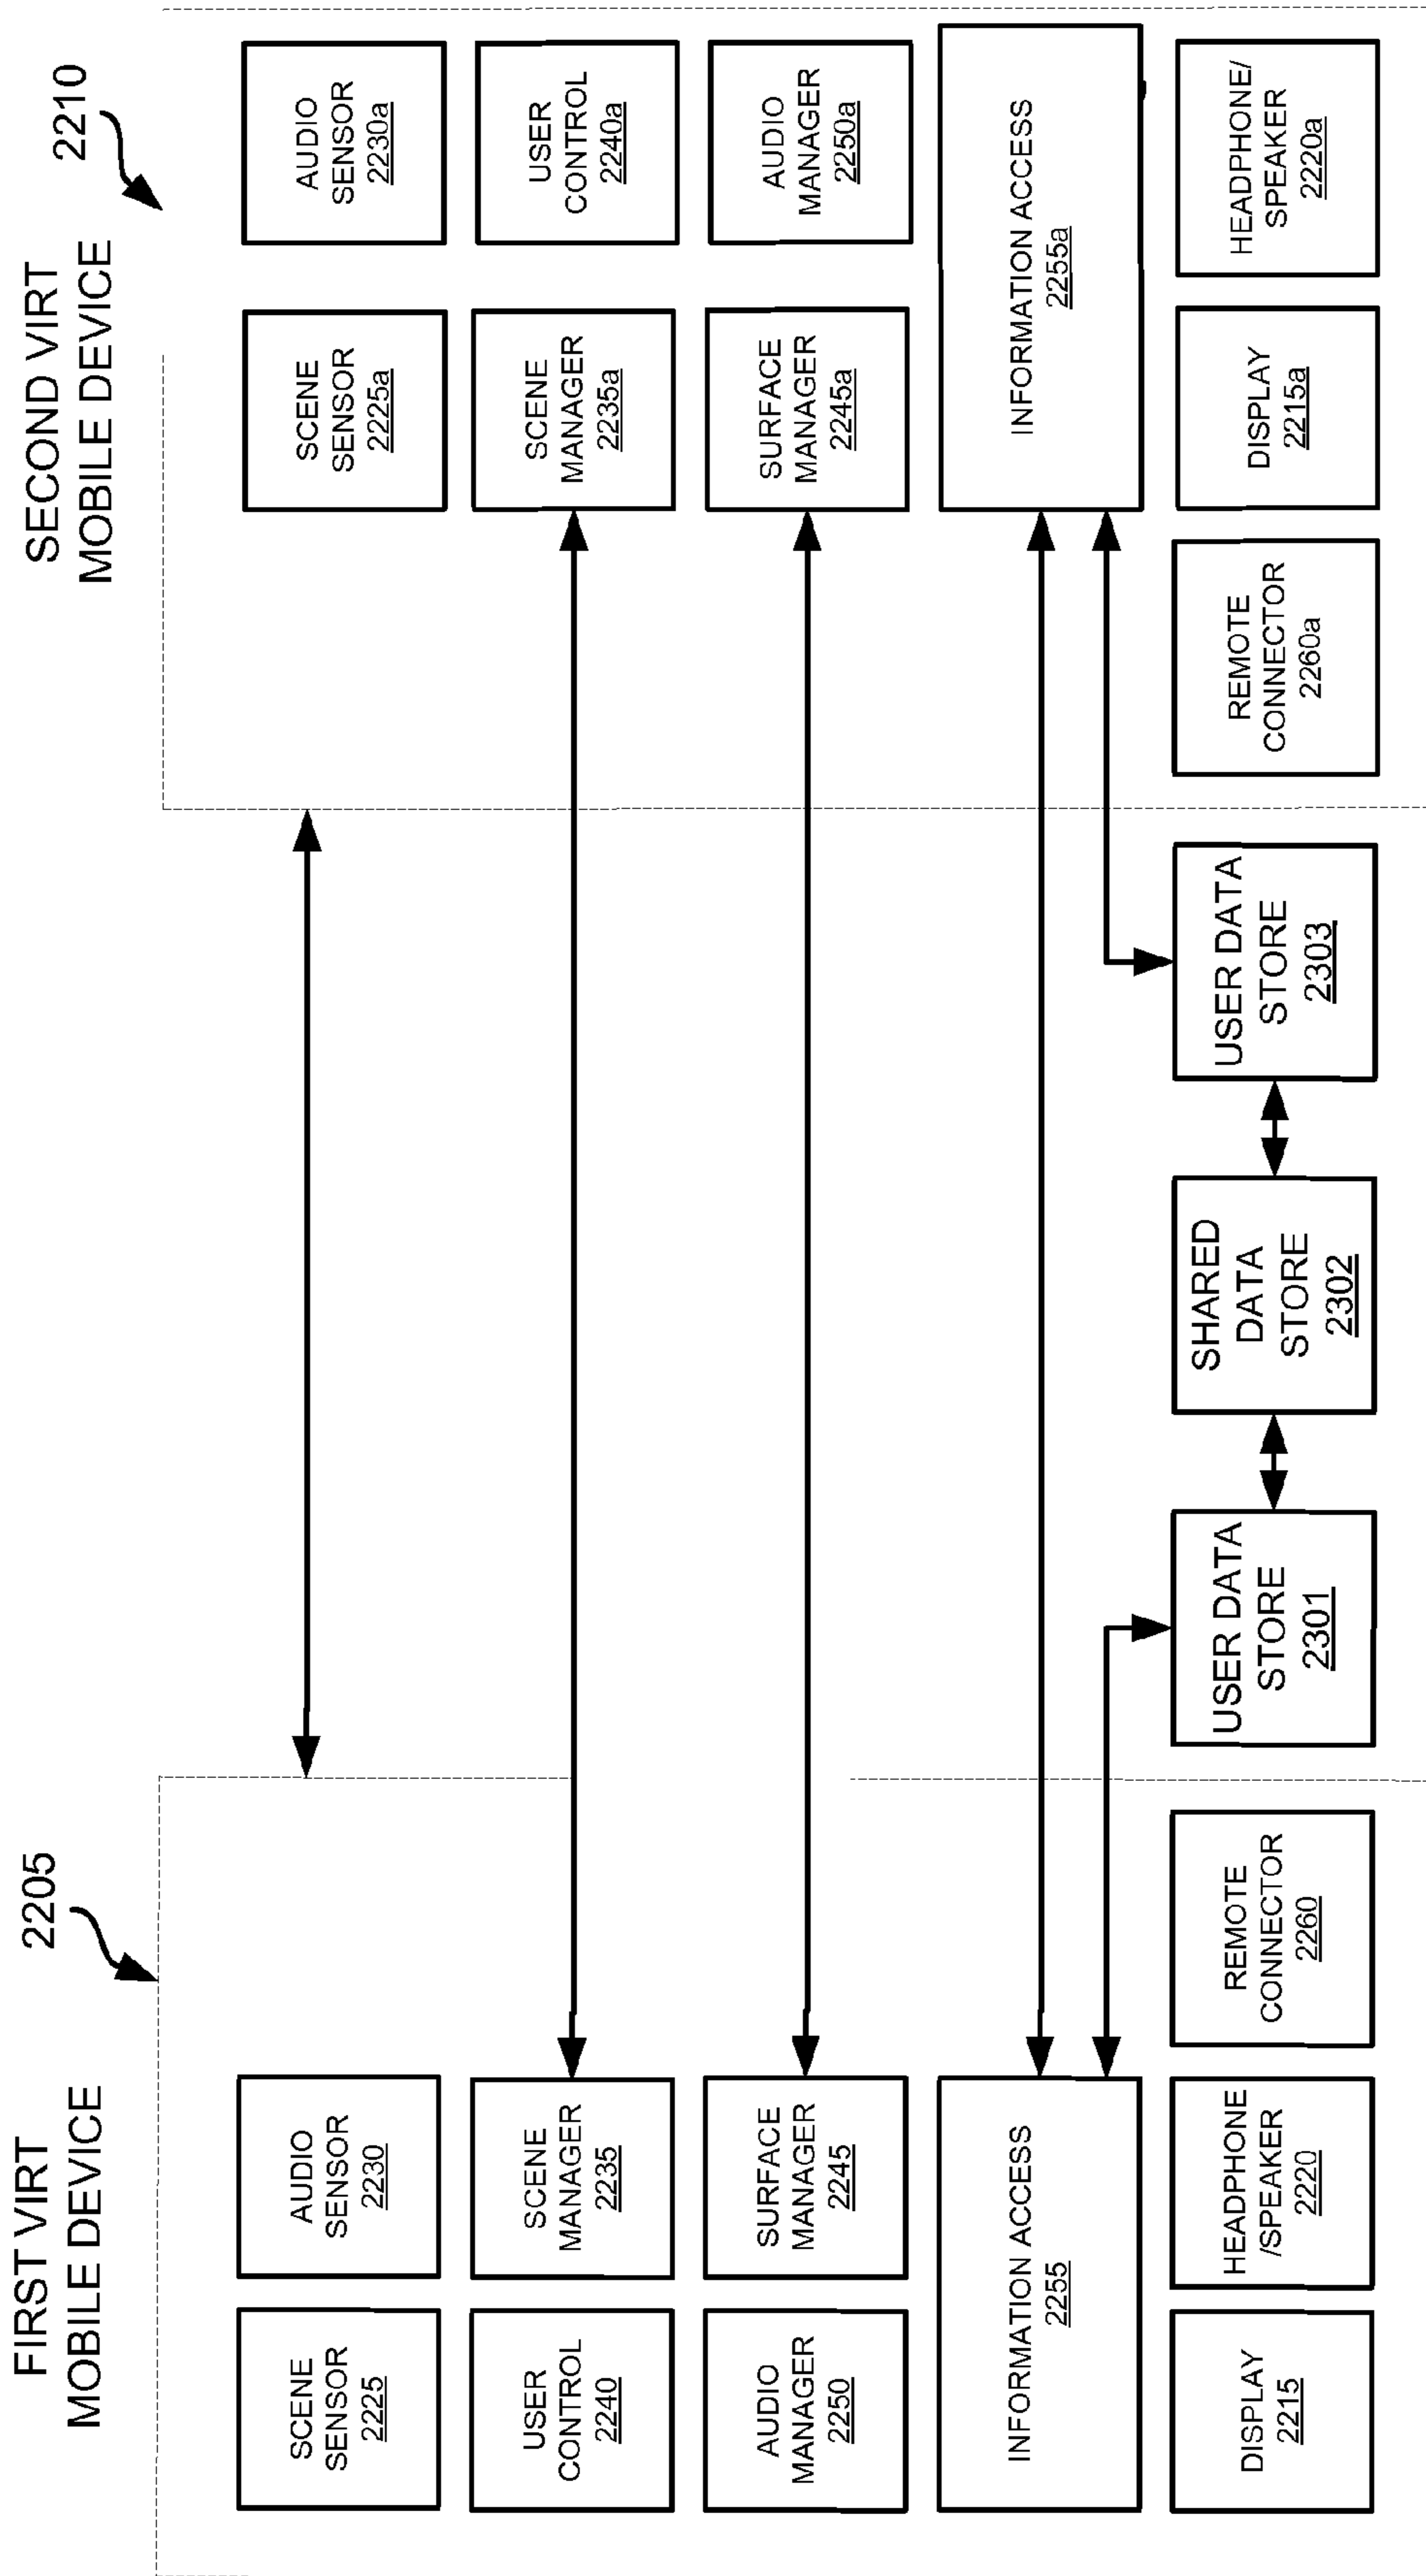 FIRST VIRT
MOBILE DEVICE
2205
SCENE
SENSOR
2225
AUDIO
SENSOR
2230
USER
CONTROL
2240
SCENE
MANAGER
2235
AUDIO
MANAGER
2250
SURFACE
MANAGER
2245
INFORMATION ACCESS
2255
DISPLAY
2215
HEADPHONE
/SPEAKER
2220
REMOTE
CONNECTOR
2260
USER DATA
STORE
2301
SHARED
DATA
STORE
2302
USER DATA
STORE
2303
SECOND VIRT
MOBILE DEVICE
2210
SCENE
SENSOR
2225a
AUDIO
SENSOR
2230a
SCENE
MANAGER
2235a
USER
CONTROL
2240a
SURFACE
MANAGER
2245a
AUDIO
MANAGER
2250a
INFORMATION ACCESS
2255a
REMOTE
CONNECTOR
2260a
DISPLAY
2215a
HEADPHONE/
SPEAKER
2220a